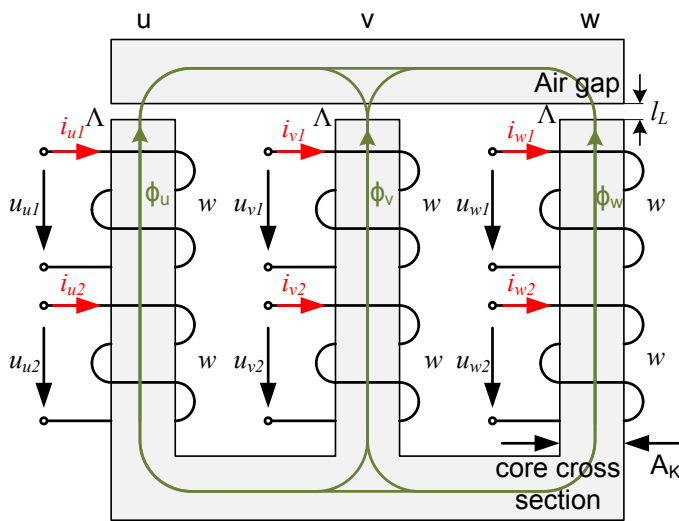 u v w
Air gap
Λ Λ Λ l_L
i_u1 i_v1 i_w1
u_u1 ϕ_u w u_v1 ϕ_v w u_w1 ϕ_w w
i_u2 i_v2 i_w2
u_u2 w u_v2 w u_w2 w
core cross A_K
section